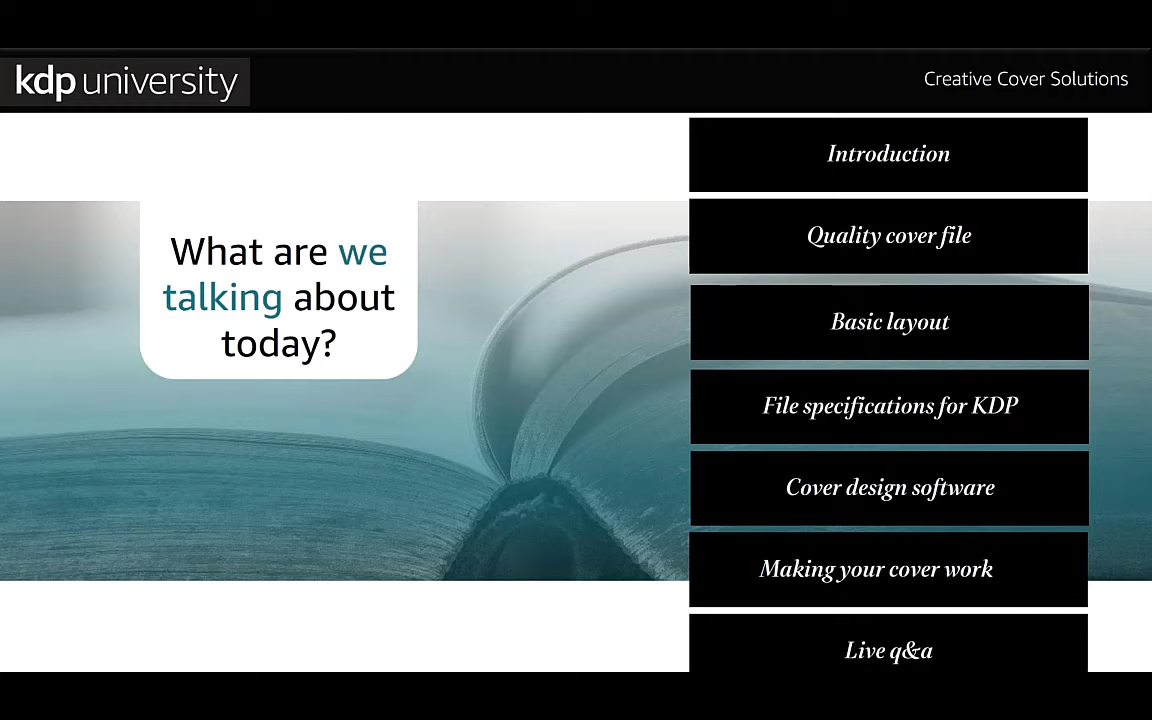 kdp university
Creative Cover Solutions
What are we
talking about
today?
Introduction
Quality cover file
Basic layout
File specifications for KDP
Cover design software
Making your cover work
Live q&a